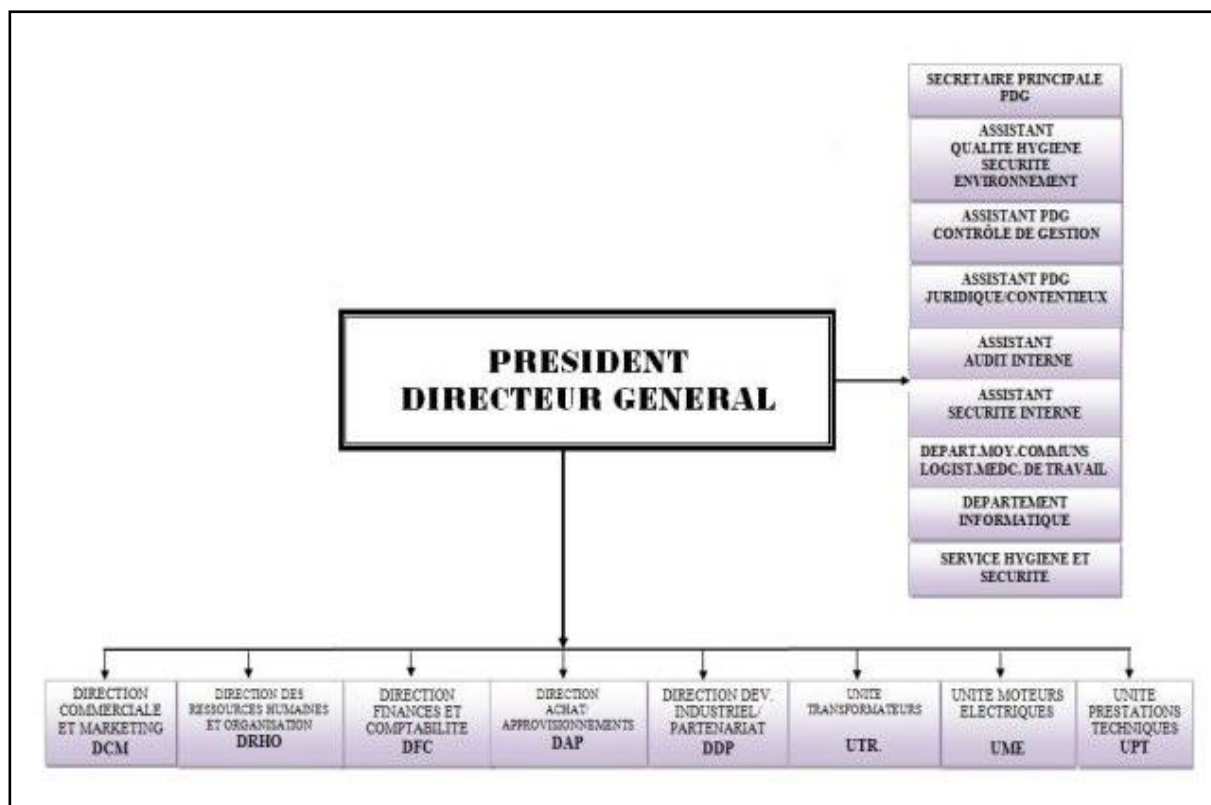 SECRETAIRE PRINCIPALE
PDG
ASSISTANT
QUALITE HYGIENE
SECURITE
ENVIRONNEMENT
ASSISTANT PDG
CONTRÔLE DE GESTION
ASSISTANT PDG
JURIDIQUE/CONTENTIEUX
ASSISTANT
AUDIT INTERNE
ASSISTANT
SECURITE INTERNE
DEPART.MOY.COMMUNS
LOGIST.MEDC. DE TRAVAIL
DEPARTEMENT
INFORMATIQUE
SERVICE HYGIENE ET
SECURITE
PRESIDENT
DIRECTEUR GENERAL
DIRECTION
COMMERCIALE
ET MARKETING
DCM
DIRECTION DES
RESSOURCES HUMAINES
ET ORGANISATION
DRHO
DIRECTION
FINANCES ET
COMPTABILITE
DFC
DIRECTION
ACHAT/
APPROVISIONNEMENTS
DAP
DIRECTION DEV.
INDUSTRIEL/
PARTENARIAT
DDP
UNITE
TRANSFORMATEURS
UTR.
UNITE MOTEURS
ELECTRIQUES
UME
UNITE
PRESTATIONS
TECHNIQUES
UPT